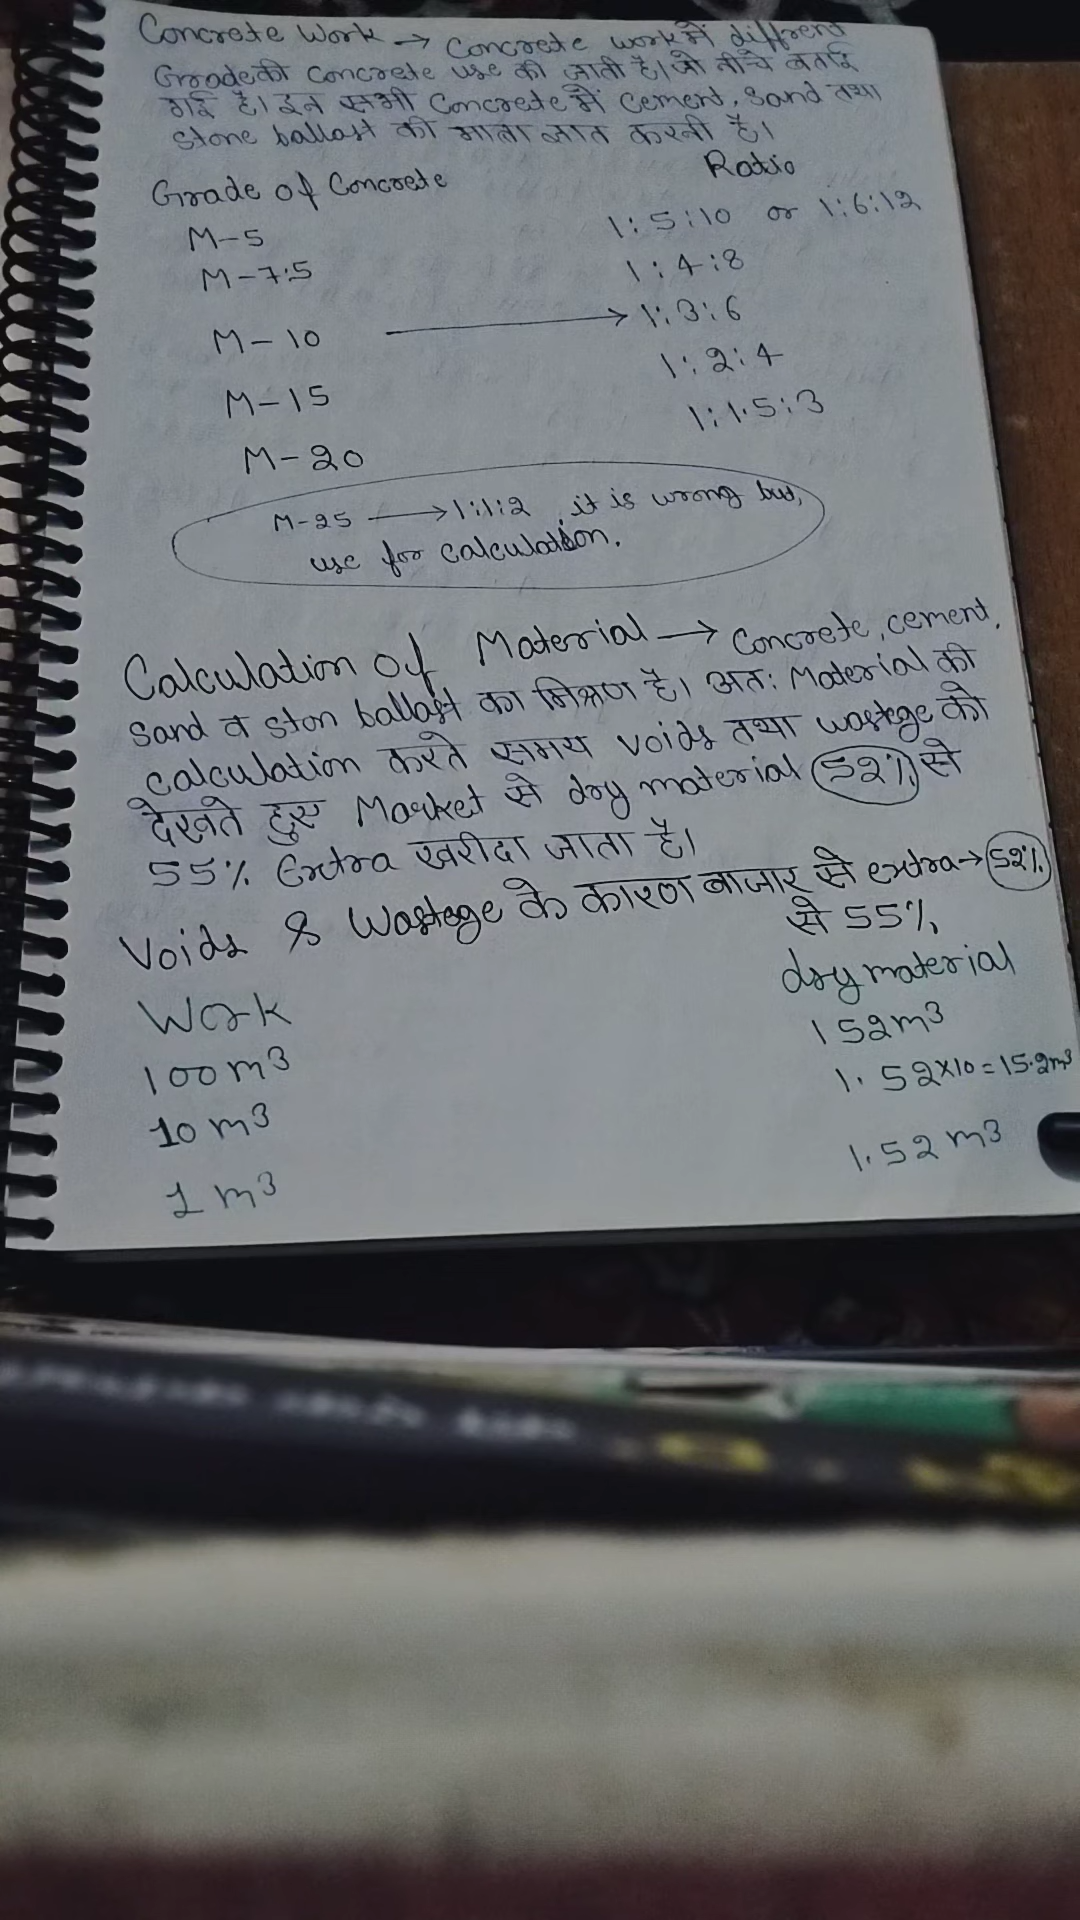 Concrete Work → Concrete work में different
Grade की concrete use की जाती है। जो नीचे बताई
गई है। इन सभी Concrete में Cement, Sand तथा
Stone ballast की मात्रा ज्ञात करनी है।
Grade of Concrete Ratio
M-5 1:5:10 or 1:6:12
M-7.5 1:4:8
M-10 → 1:3:6
M-15 1:2:4
M-20 1:1.5:3
M-25 → 1:1:2 it is wrong but,
use for calculation.
Calculation of Material → Concrete, cement,
sand व ston ballast का मिश्रण है। अतः Material की
calculation करते समय voids तथा wastege को
देखते हुए Market से dry material 52% से
55% Extra खरीदा जाता है।
Voids & Wastege के कारण बाजार से extra → 52%
से 55%
Work dry material
100 m3 152 m3
10 m3 1.52×10=15.2m3
1 m3 1.52 m3